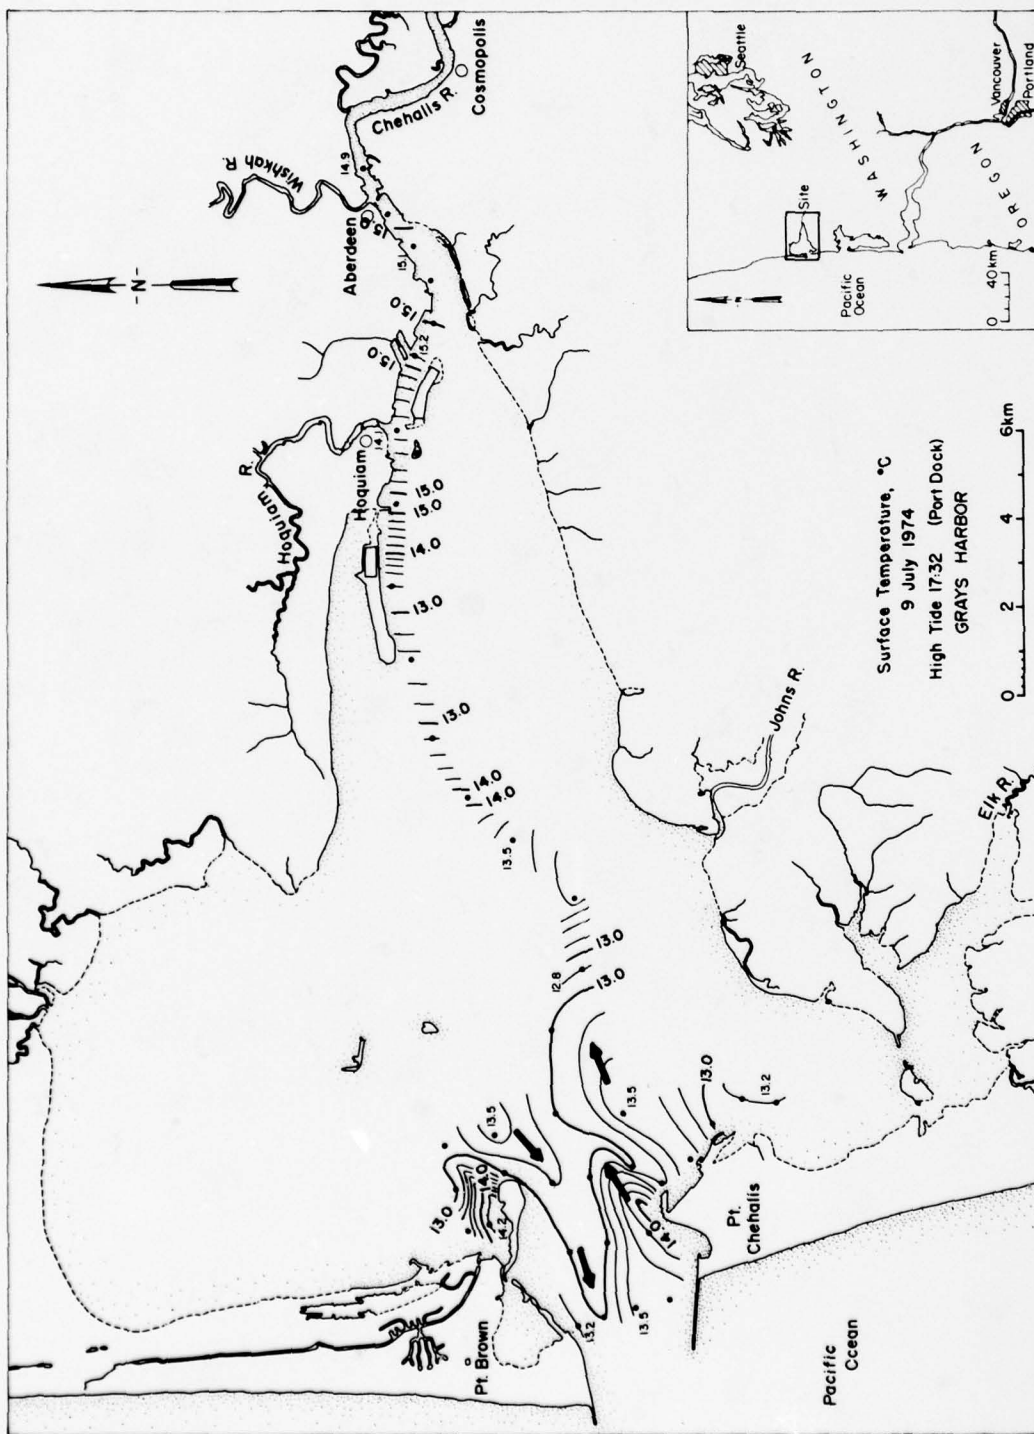 Wishkah
R.
14.9
Chehalis R.
Cosmopolis
-N-
Aberdeen
15.0
15.1
15.0
15.2
15.0
Hoquiam
R.
Hoquiam
14.1
15.0
15.0
14.0
13.0
13.0
14.0
14.0
13.5
13.0
12.8
13.0
13.5
13.5
13.0
13.2
14.0
13.0
14.2
14.0
13.2
13.5
Johns R.
Elk R.
Pt. Brown
Pt.
Chehalis
Pacific
Ocean
Seattle
WASHINGTON
Vancouver
Portland
OREGON
Site
Pacific
Ocean
N
0 40km
Surface Temperature, °C
9 July 1974
High Tide 17:32 (Port Dock)
GRAYS HARBOR
0 2 4 6km